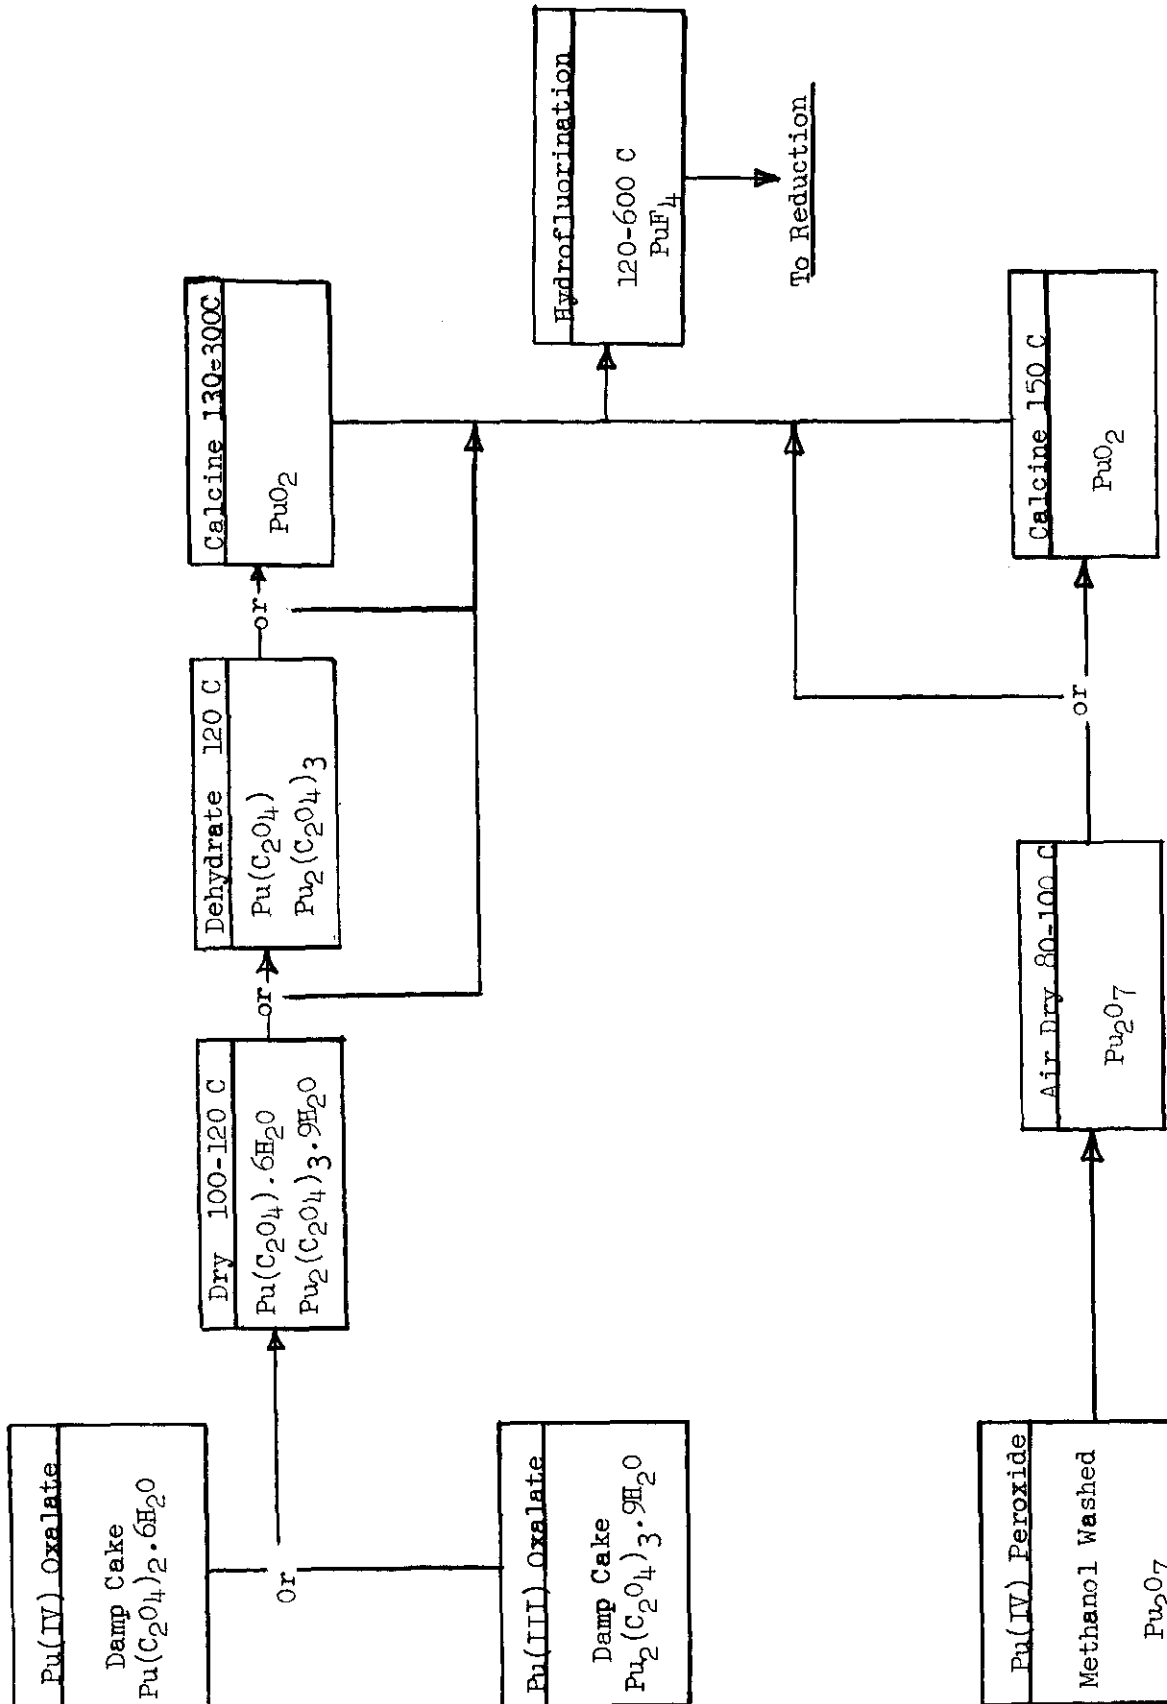 Pu(IV) Oxalate
Damp Cake
Pu(C₂O₄)₂·6H₂O
Or
Pu(III) Oxalate
Damp Cake
Pu₂(C₂O₄)₃·9H₂O
Dry 100-120 C
Pu(C₂O₄).6H₂O
Pu₂(C₂O₄)₃·9H₂O
or
Dehydrate 120 C
Pu(C₂O₄)
Pu₂(C₂O₄)₃
or
Calcine 130-300C
PuO₂
Hydrofluorination
120-600 C
PuF₄
To Reduction
Pu(IV) Peroxide
Methanol Washed
Pu₂O₇
Air Dry 80-100 C
Pu₂O₇
or
Calcine 150 C
PuO₂